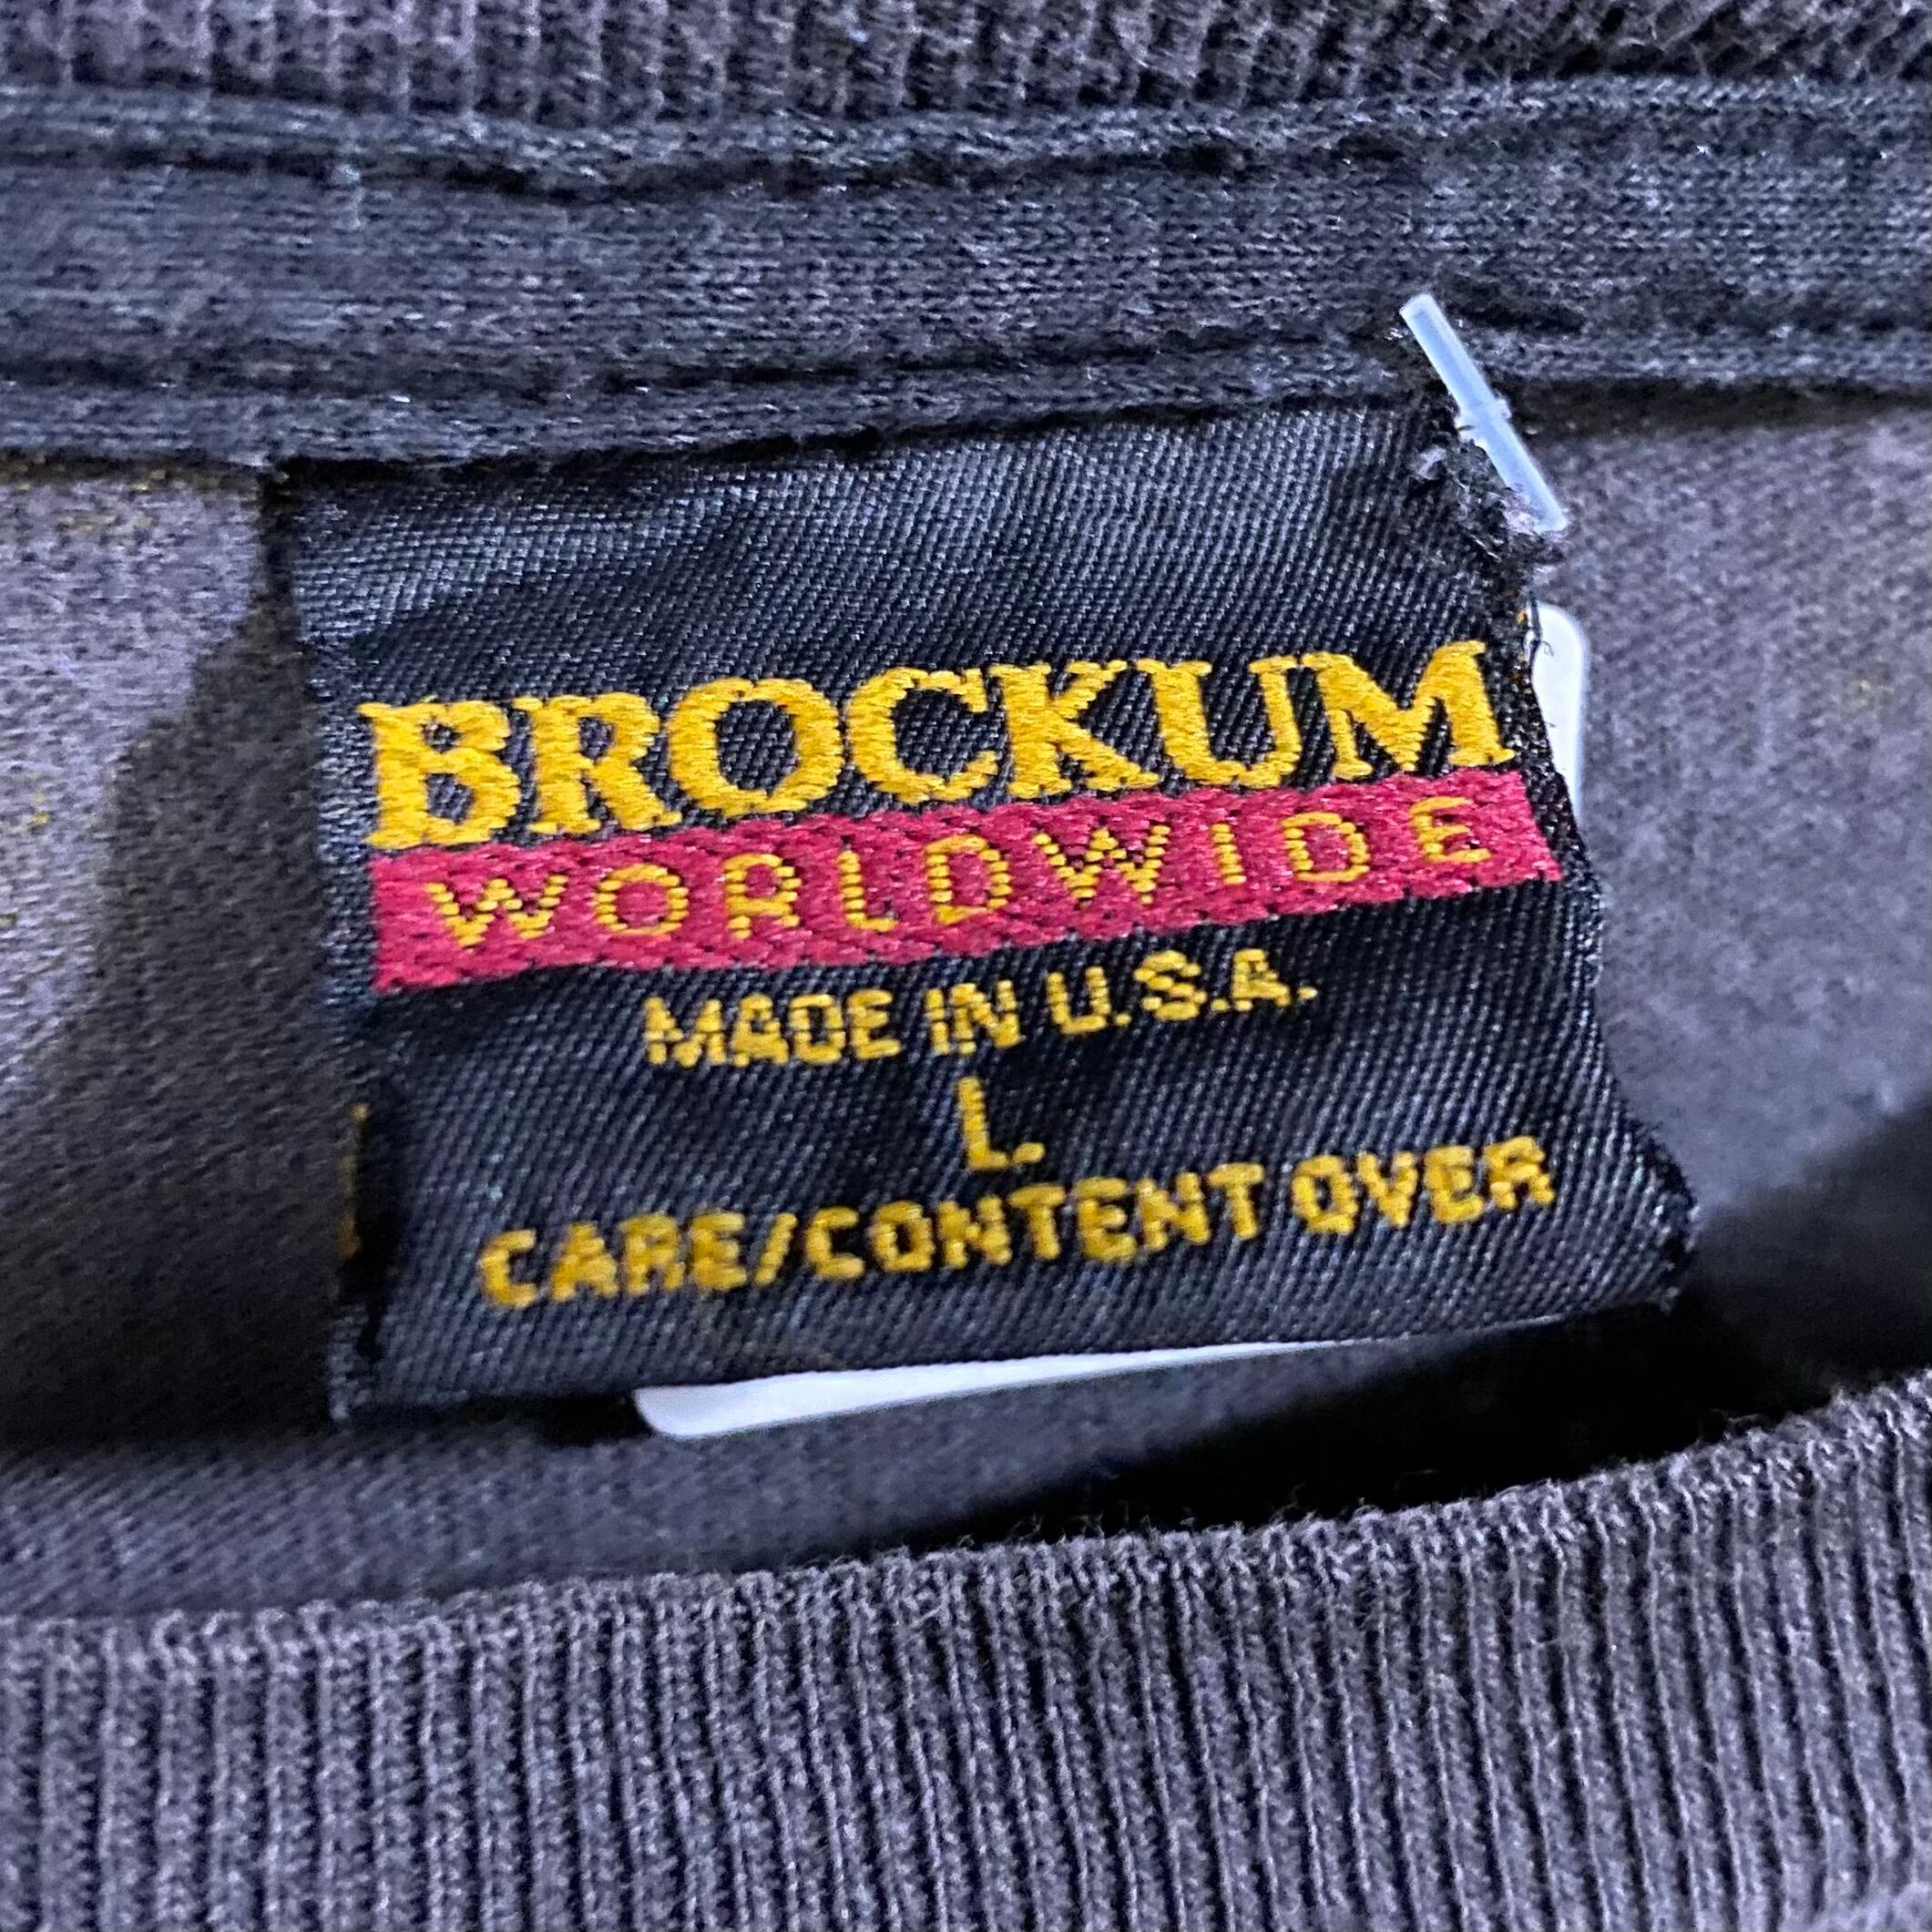 BROCKUM
WORLDWIDE
MADE IN U.S.A.
L
CARE/CONTENT OVER